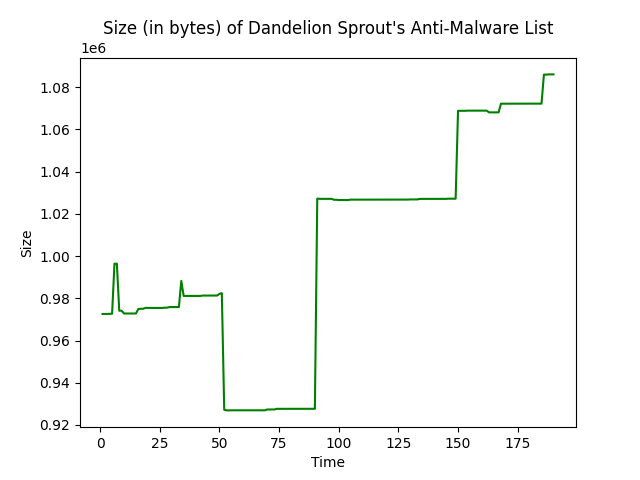 Size (in bytes) of Dandelion Sprout's Anti-Malware List
1e6
1.08
1.06
1.04
1.02
1.00
0.98
0.96
0.94
0.92
Size
0 25 50 75 100 125 150 175
Time